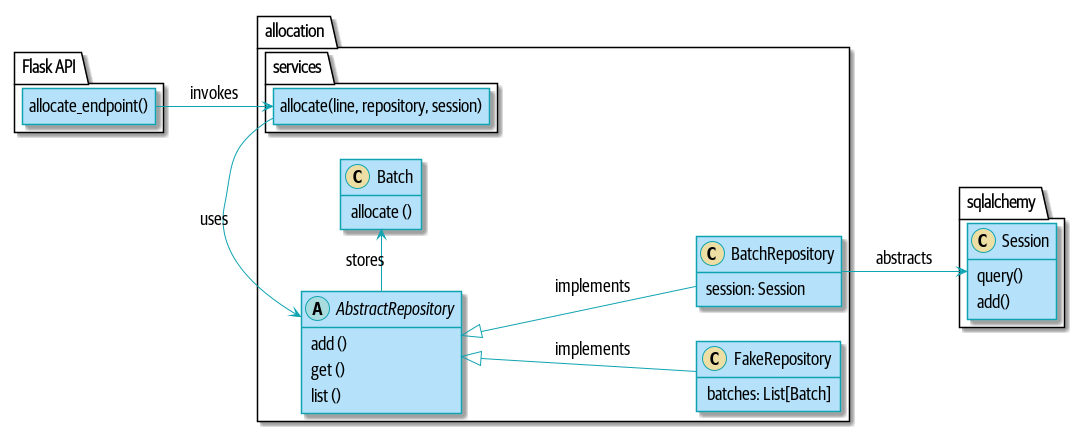 allocation
Flask API
services
allocate_endpoint()
invokes
allocate(line, repository, session)
C Batch
allocate ()
uses
stores
sqlalchemy
C Session
query()
add()
C BatchRepository
session: Session
abstracts
implements
A AbstractRepository
add ()
get ()
list ()
implements
C FakeRepository
batches: List[Batch]